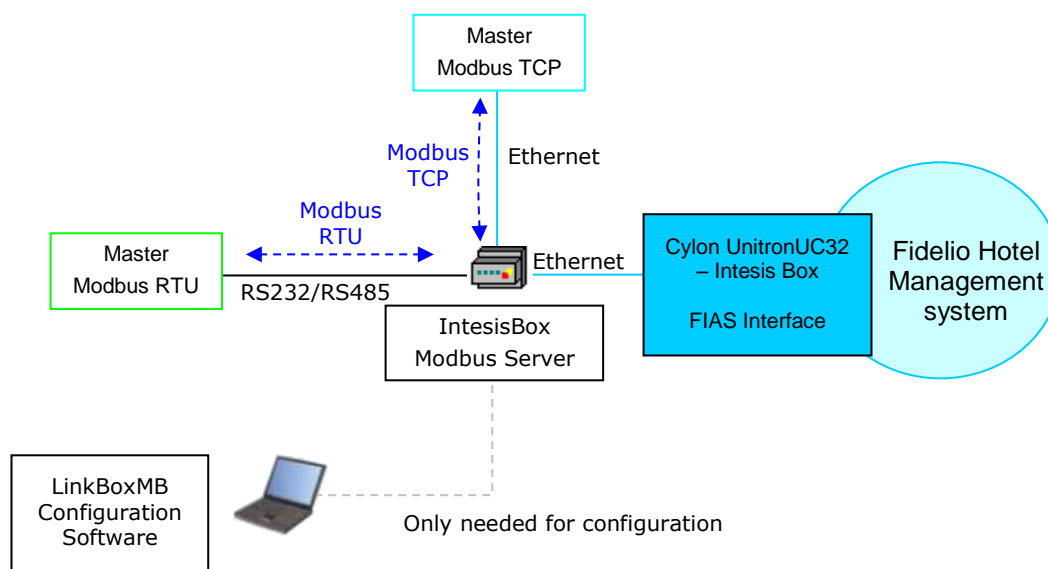 Master
Modbus TCP
Modbus
TCP
Ethernet
Modbus
RTU
Master
Modbus RTU
RS232/RS485
Ethernet
Cylon UnitronUC32
– Intesis Box
FIAS Interface
Fidelio Hotel
Management
system
IntesisBox
Modbus Server
LinkBoxMB
Configuration
Software
Only needed for configuration